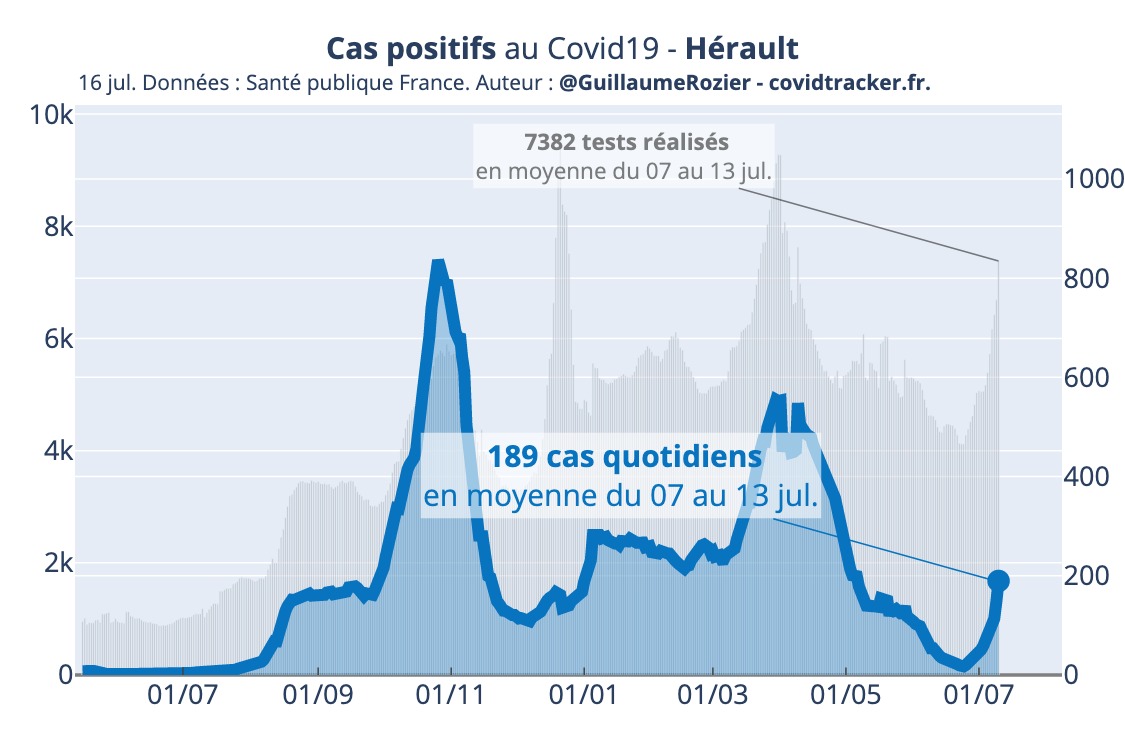 Cas positifs au Covid19 - Hérault
16 jul. Données : Santé publique France. Auteur : @GuillaumeRozier - covidtracker.fr.
10k
7382 tests réalisés
en moyenne du 07 au 13 jul.
1000
8k
800
6k
600
4k
189 cas quotidiens
400
en moyenne du 07 au 13 jul.
2k
200
0
0
01/07 01/09 01/11 01/01 01/03 01/05 01/07